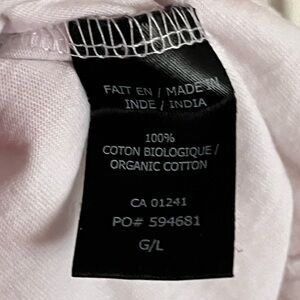 FAIT EN / MADE IN
INDE / INDIA
100%
COTON BIOLOGIQUE /
ORGANIC COTTON
CA 01241
PO# 594681
G/L